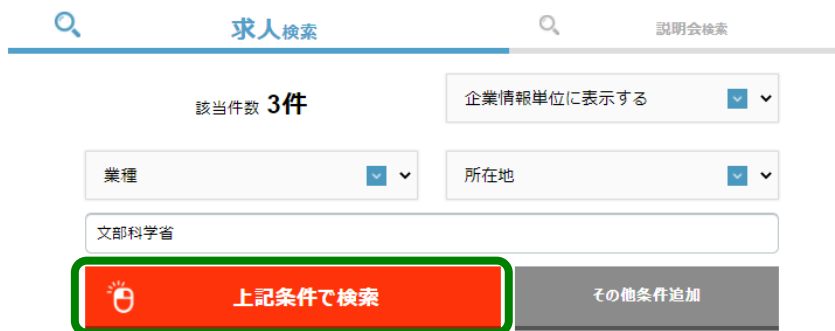 求人検索
説明会検索
該当件数 3件
企業情報単位に表示する
業種
所在地
文部科学省
上記条件で検索
その他条件追加